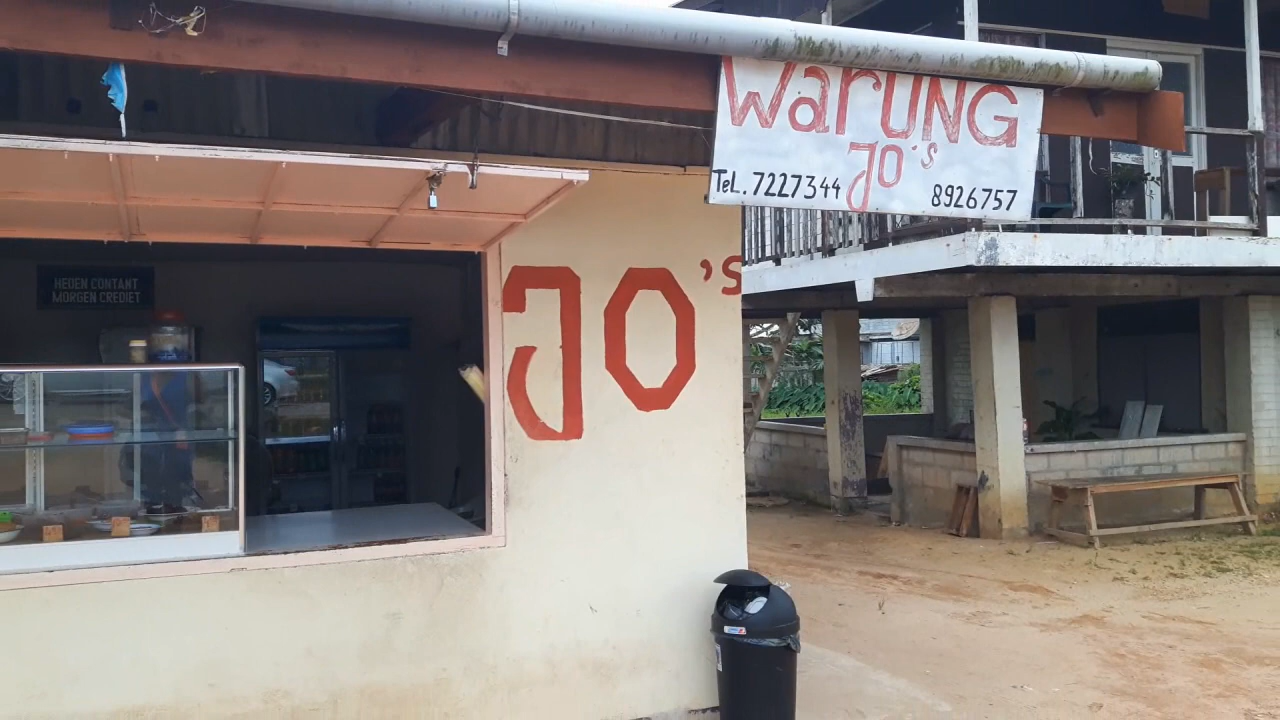 WarUNG
Jo's
TeL. 7227344
8926757
JO's
HEDEN CONTANT
MORGEN CREDIET